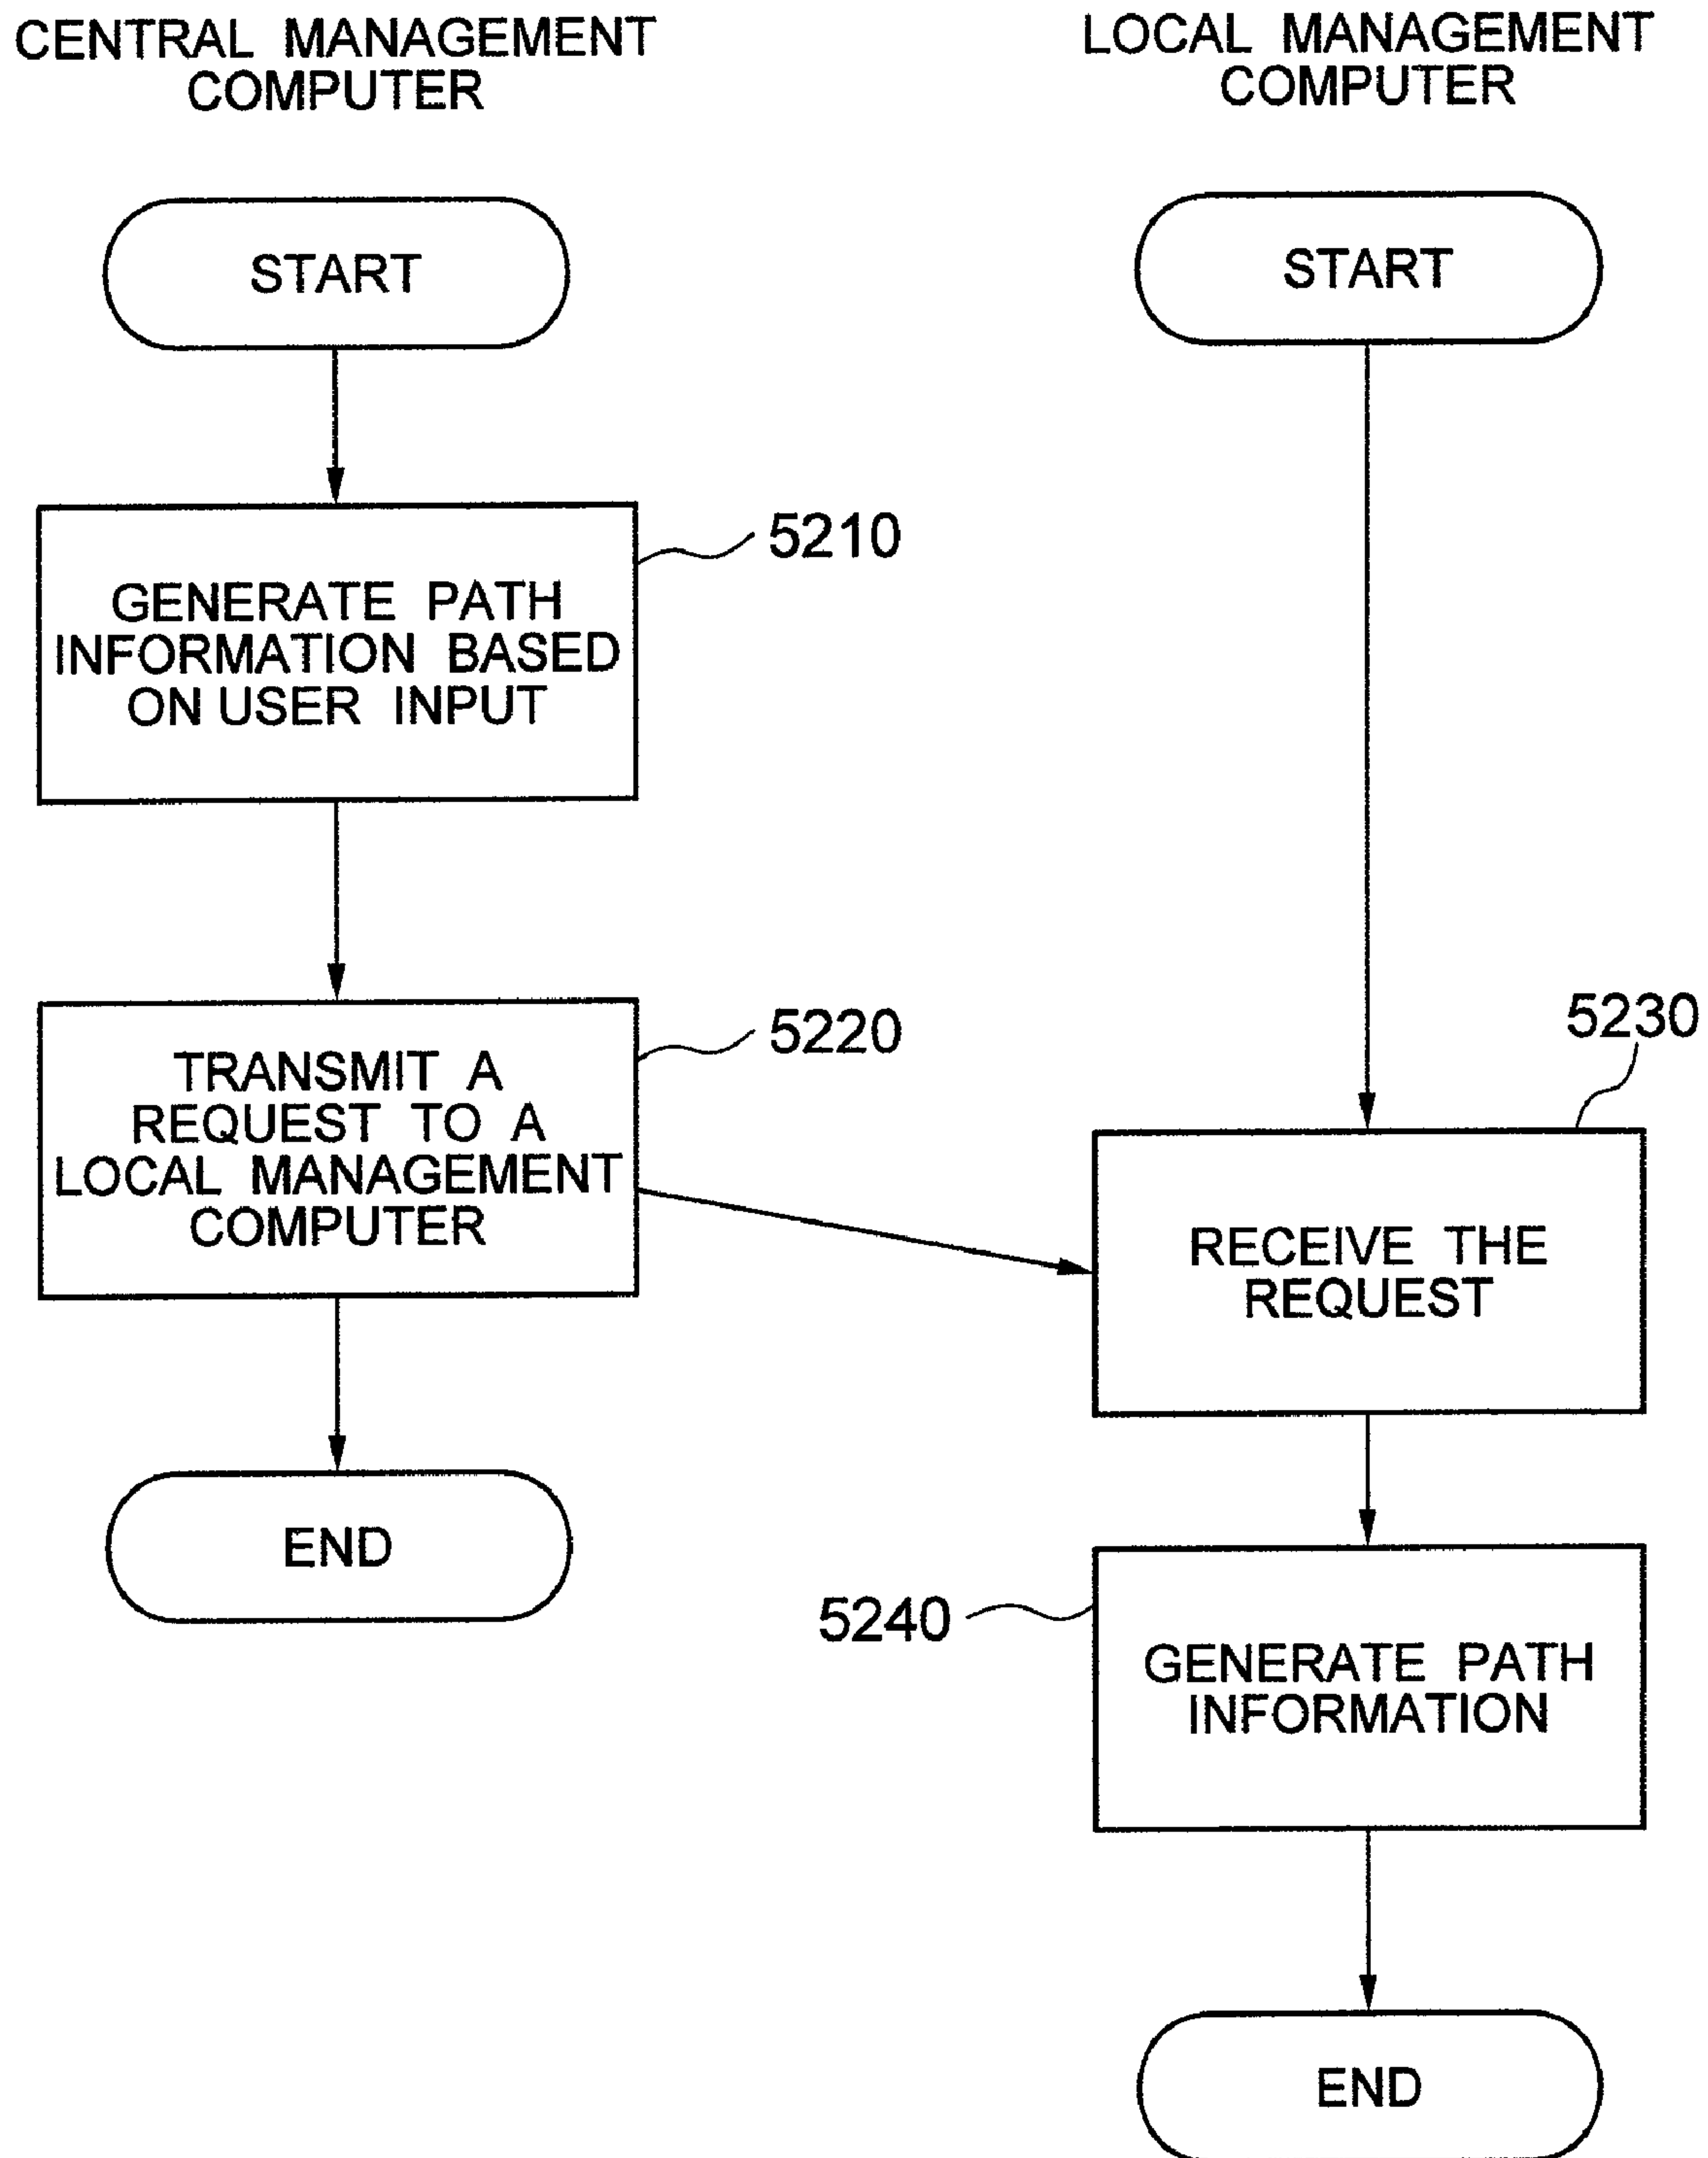 CENTRAL MANAGEMENT
COMPUTER
START
5210
GENERATE PATH
INFORMATION BASED
ON USER INPUT
5220
TRANSMIT A
REQUEST TO A
LOCAL MANAGEMENT
COMPUTER
END
LOCAL MANAGEMENT
COMPUTER
START
5230
RECEIVE THE
REQUEST
5240
GENERATE PATH
INFORMATION
END